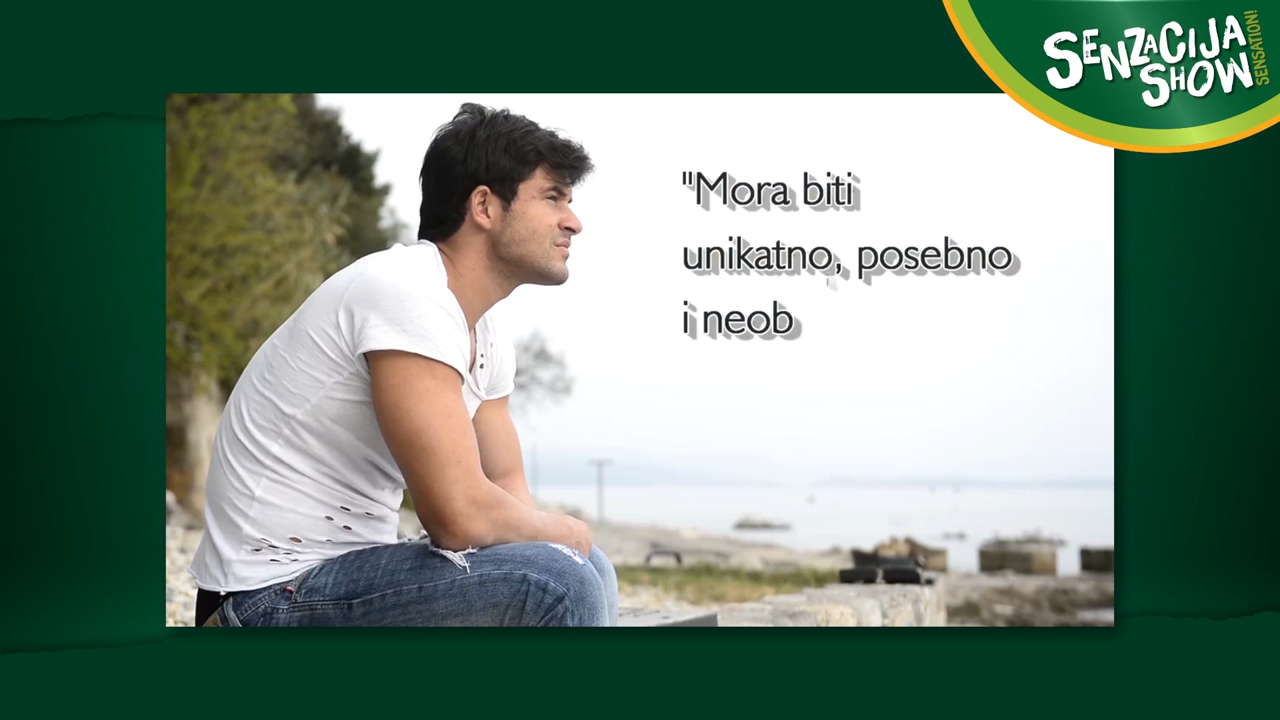 SENZACIJA
SHOW
SENSATION!
"Mora biti
unikatno, posebno
i neob